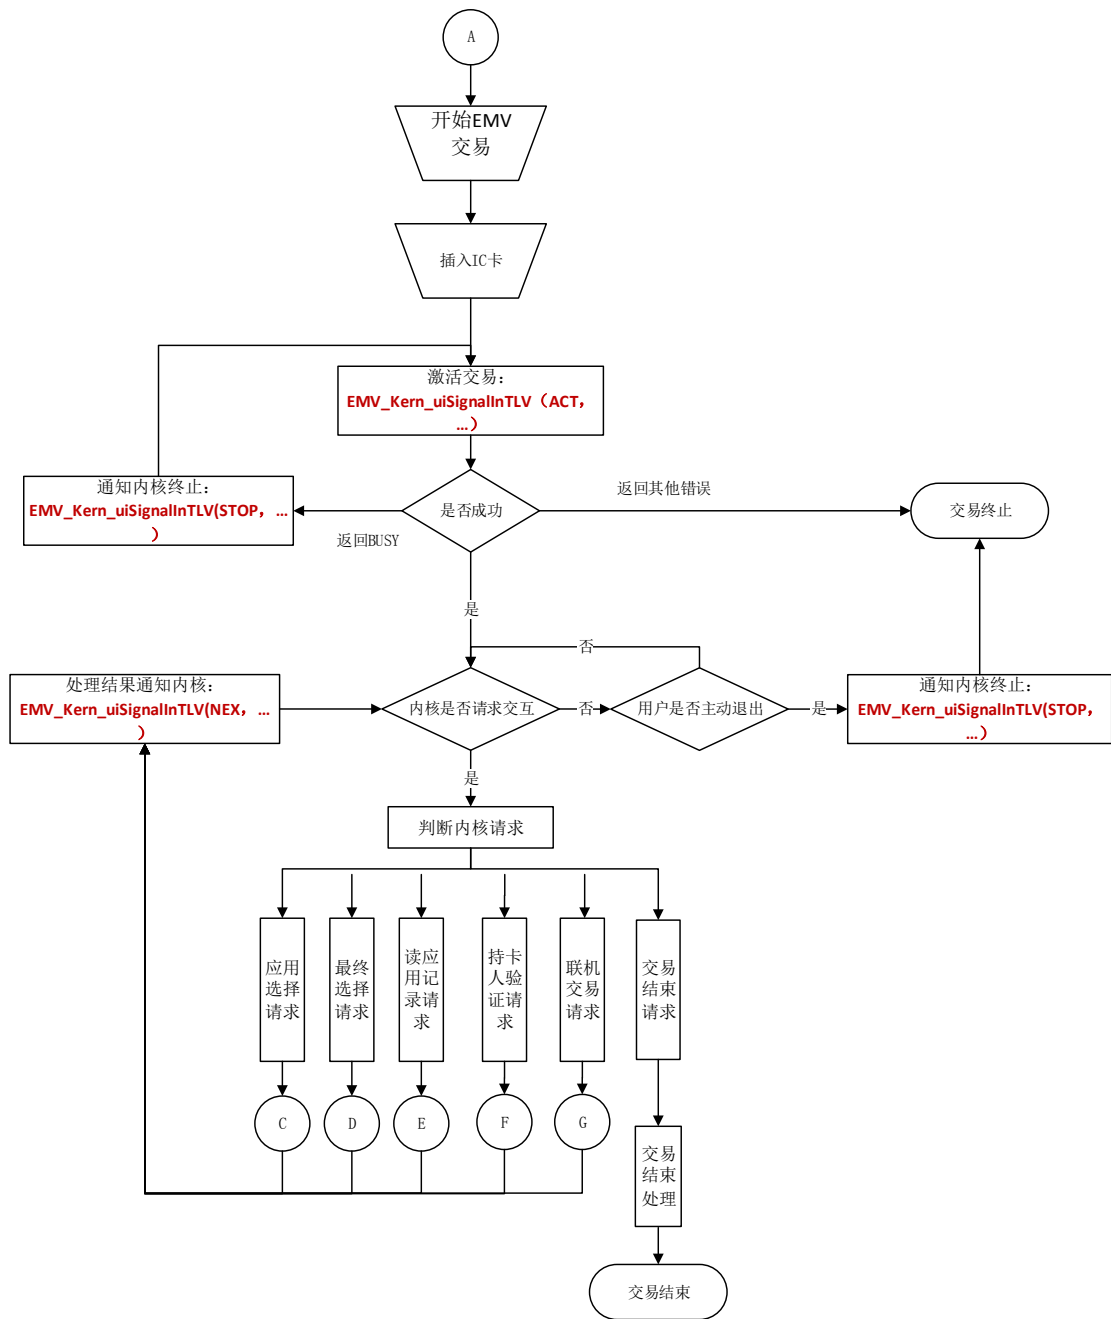 A
开始EMV
交易
插入IC卡
激活交易：
EMV_Kern_uiSignalInTLV（ACT，
…）
通知内核终止：
EMV_Kern_uiSignalInTLV(STOP，…
）
返回BUSY
是否成功
返回其他错误
交易终止
是
否
处理结果通知内核：
EMV_Kern_uiSignalInTLV(NEX，…
）
内核是否请求交互
否
用户是否主动退出
是
通知内核终止：
EMV_Kern_uiSignalInTLV(STOP，
…）
是
判断内核请求
应用
选择
请求
最终
选择
请求
读应
用记
录请
求
持卡
人验
证请
求
联机
交易
请求
交易
结束
请求
C
D
E
F
G
交易
结束
处理
交易结束